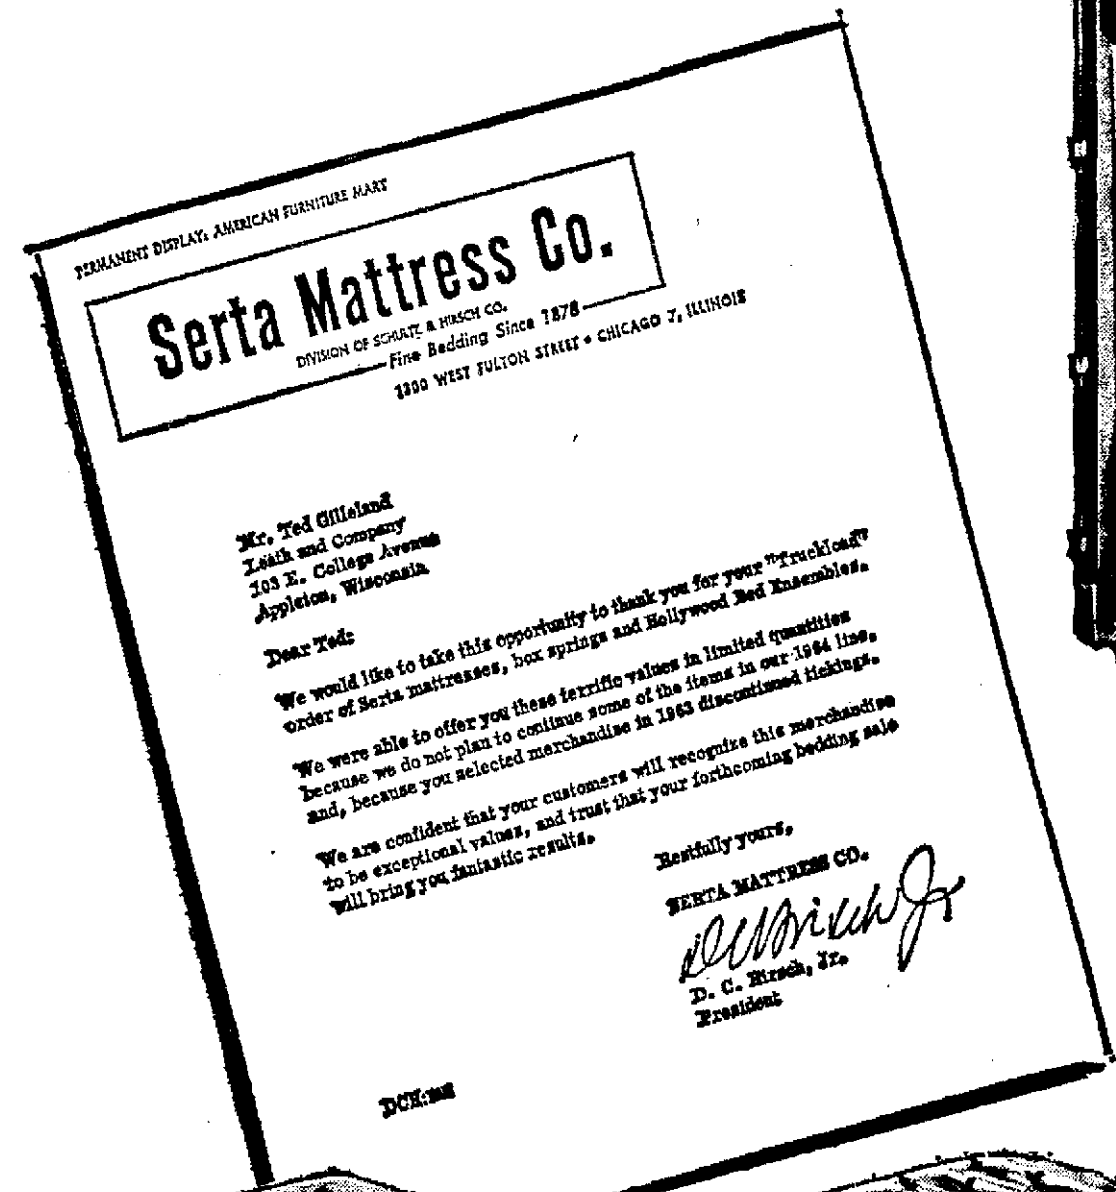 PERMANENT DISPLAY: AMERICAN FURNITURE MART
Serta Mattress Co.
DIVISION OF SCHULTZ & HIRSCH CO.
Fine Bedding Since 1878
1300 WEST FULTON STREET • CHICAGO 7, ILLINOIS
Mr. Ted Gilleland
Leath and Company
103 E. College Avenue
Appleton, Wisconsin
Dear Ted:
We would like to take this opportunity to thank you for your "Truckload"
order of Serta mattresses, box springs and Hollywood Bed Ensembles.
We were able to offer you these terrific values in limited quantities
because we do not plan to continue some of the items in our 1964 line,
and, because you selected merchandise in 1963 discontinued tickings.
We are confident that your customers will recognize this merchandise
to be exceptional values, and trust that your forthcoming bedding sale
will bring you fantastic results.
Restfully yours,
SERTA MATTRESS CO.
DC Hirsch Jr
D. C. Hirsch, Jr.
President
DCH: